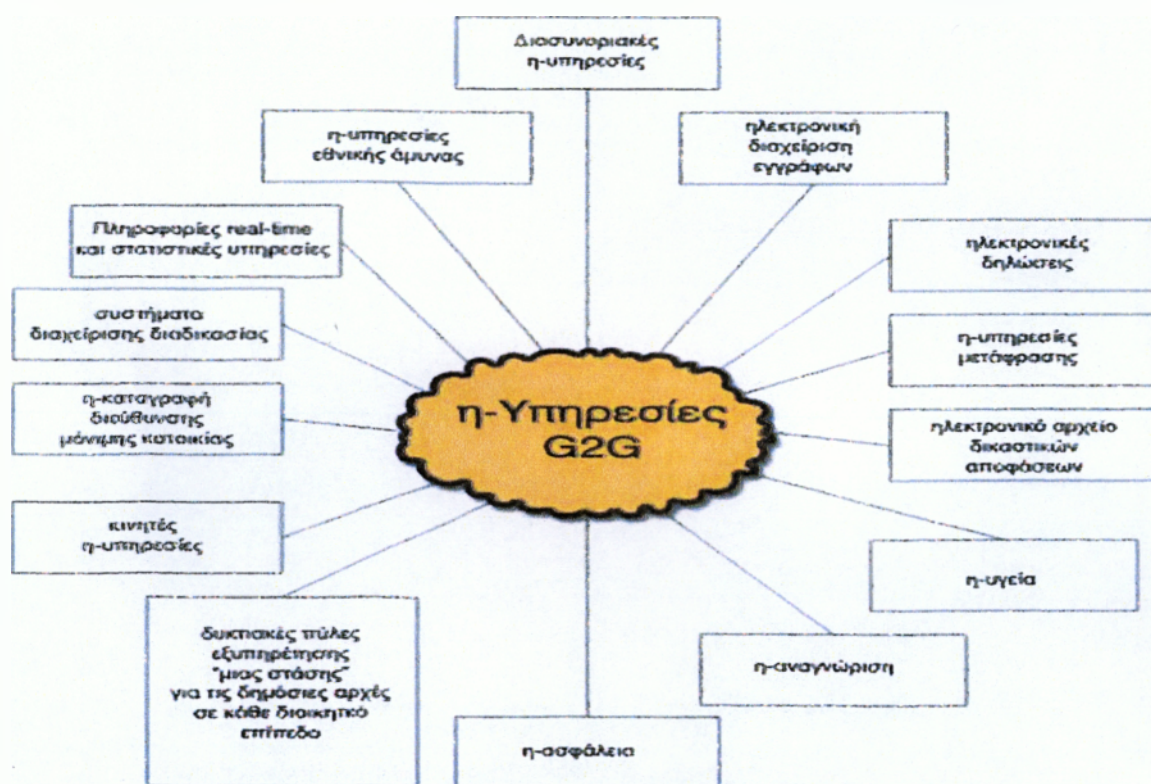 Διασυνοριακές
η-υπηρεσίες
η-υπηρεσίες
εθνικής άμυνας
ηλεκτρονική
διαχείριση
εγγράφων
Πληροφορίες real-time
και στατιστικές υπηρεσίες
ηλεκτρονικές
δηλώσεις
συστήματα
διαχείρισης διαδικασίας
η-υπηρεσίες
μετάφρασης
η-καταγραφή
διεύθυνσης
μόνιμης κατοικίας
η-Υπηρεσίες
G2G
ηλεκτρονικό αρχείο
δικαστικών
αποφάσεων
κινητές
η-υπηρεσίες
η-υγεία
δυκτιακές πύλες
εξυπηρέτησης
"μιας στάσης"
για τις δημόσιες αρχές
σε κάθε διοικητκό
επίπεδο
η-αναγνώριση
η-ασφάλεια